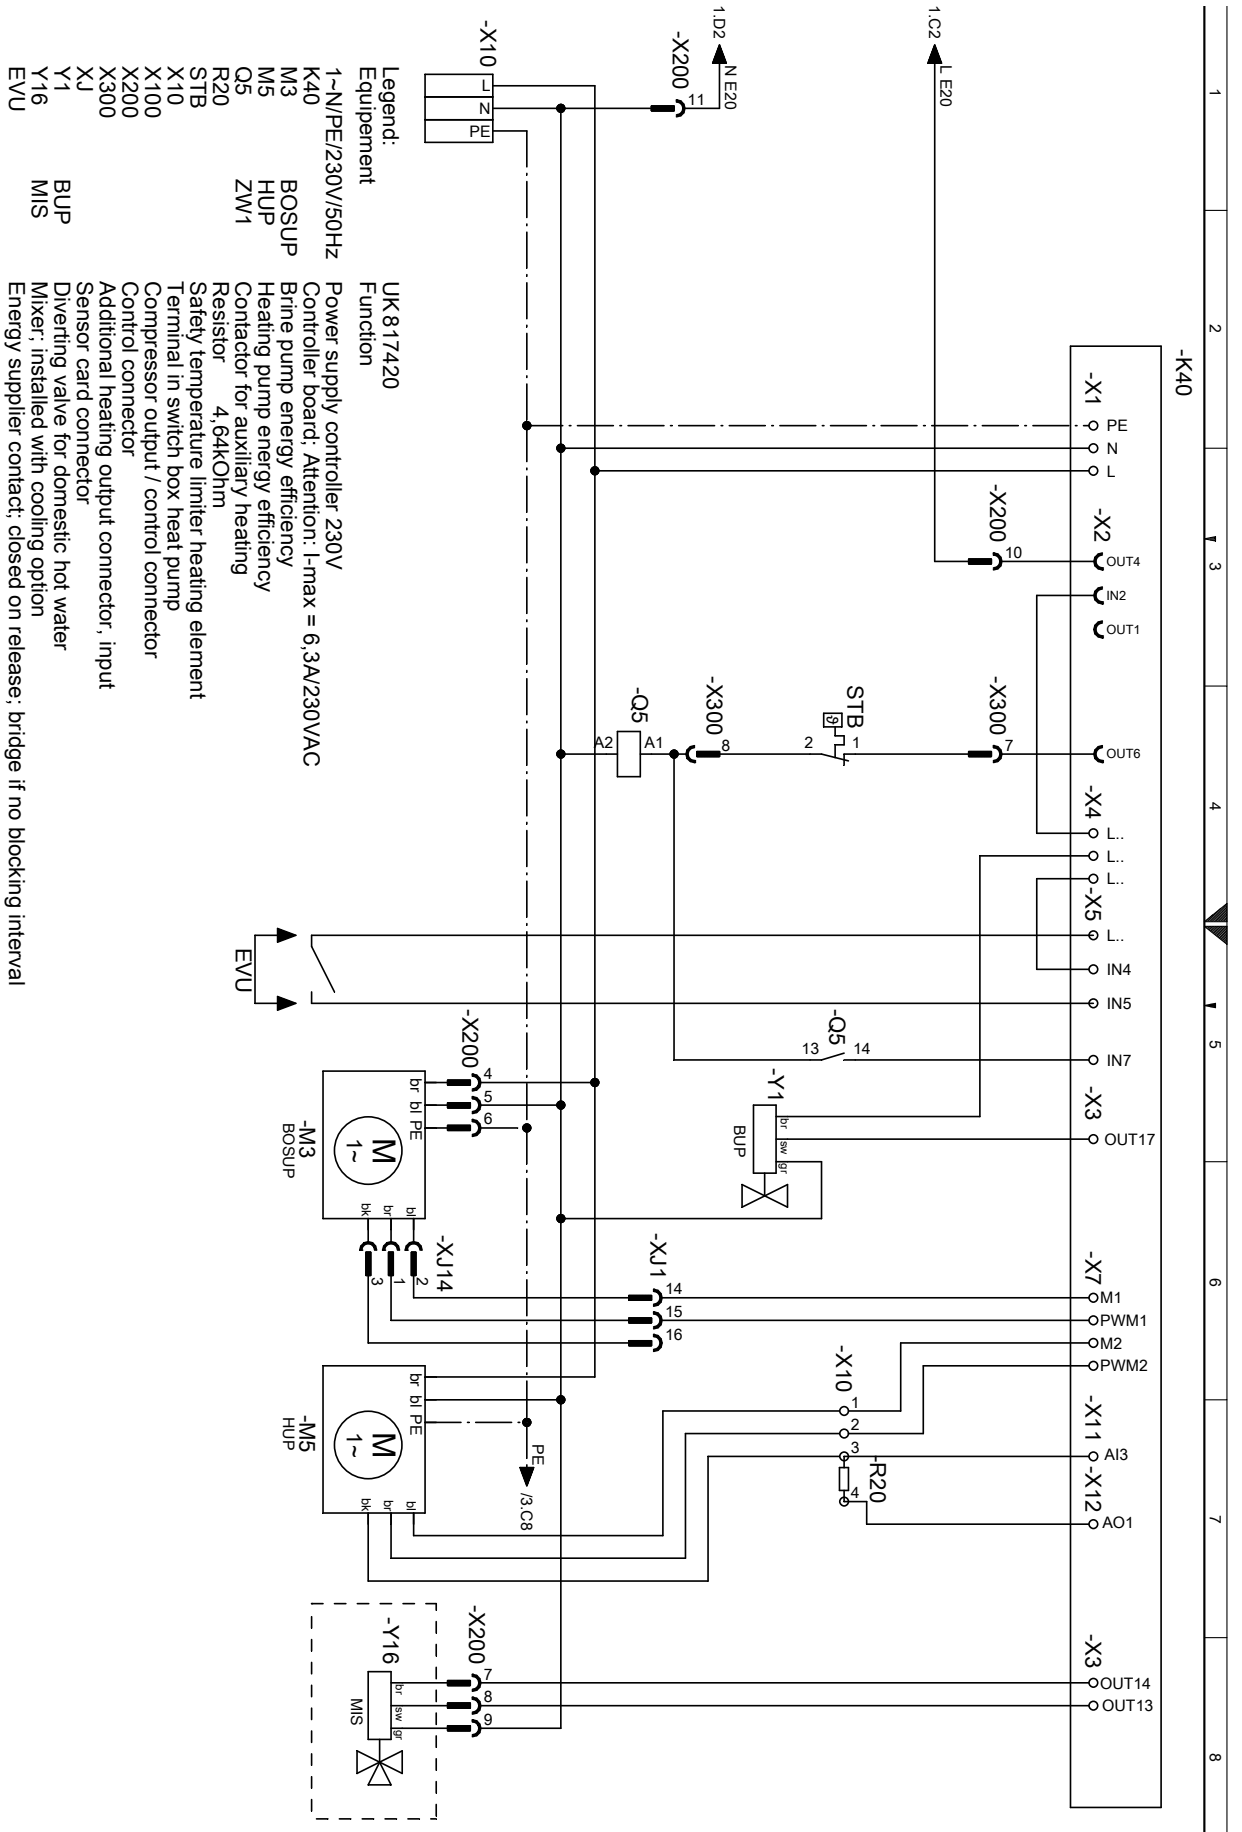 1
2
3
4
5
6
7
8
-K40
-X1
PE
N
L
-X2
OUT4
IN2
OUT1
OUT6
-X4
L..
L..
L..
-X5
L..
IN4
IN5
IN7
-X3
OUT17
-X7
M1
PWM1
M2
PWM2
-X11
AI3
-X12
AO1
-X3
OUT14
OUT13
1.C2
L E20
-X200
10
1.D2
N E20
-X200
11
-X300
7
STB
ϑ
1
2
-X300
8
-Q5
A1
A2
-Q5
13
14
-Y1
BUP
br
sw
gr
EVU
-X10
1
2
3
4
-R20
-XJ1
14
15
16
-X10
L
N
PE
-X200
4
5
6
br
bl
PE
M
1~
-M3
BOSUP
bl
br
bk
-XJ14
2
1
3
br
bl
PE
M
1~
-M5
HUP
bl
br
bk
PE
/3.C8
-X200
7
8
9
-Y16
MIS
br
sw
gr
Legend: UK817420
Equipement Function
1~N/PE/230V/50Hz Power supply controller 230V
K40 Controller board; Attention: I-max = 6,3A/230VAC
M3 BOSUP Brine pump energy efficiency
M5 HUP Heating pump energy efficiency
Q5 ZW1 Contactor for auxiliary heating
R20 Resistor 4,64kOhm
STB Safety temperature limiter heating element
X10 Terminal in switch box heat pump
X100 Compressor output / control connector
X200 Control connector
X300 Additional heating output connector, input
XJ Sensor card connector
Y1 BUP Diverting valve for domestic hot water
Y16 MIS Mixer; installed with cooling option
EVU Energy supplier contact; closed on release; bridge if no blocking interval